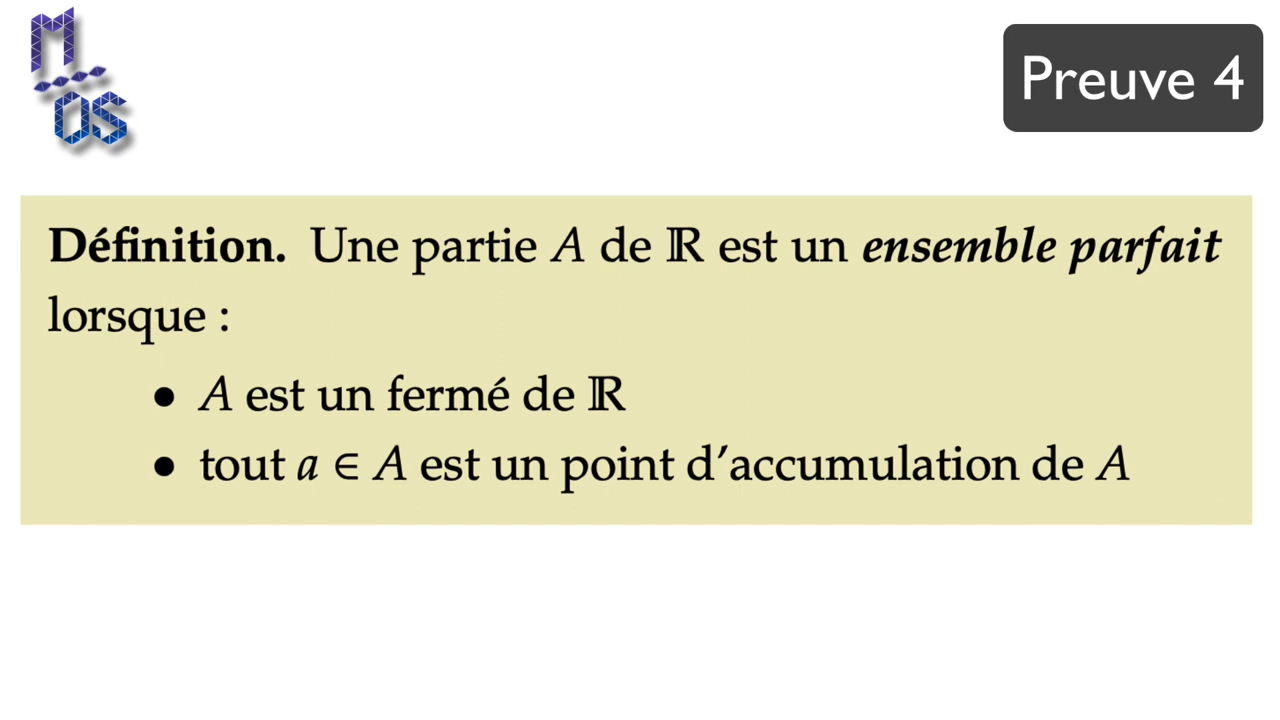 M
OS
Preuve 4
Définition. Une partie A de ℝ est un ensemble parfait
lorsque :
• A est un fermé de ℝ
• tout a ∈ A est un point d’accumulation de A